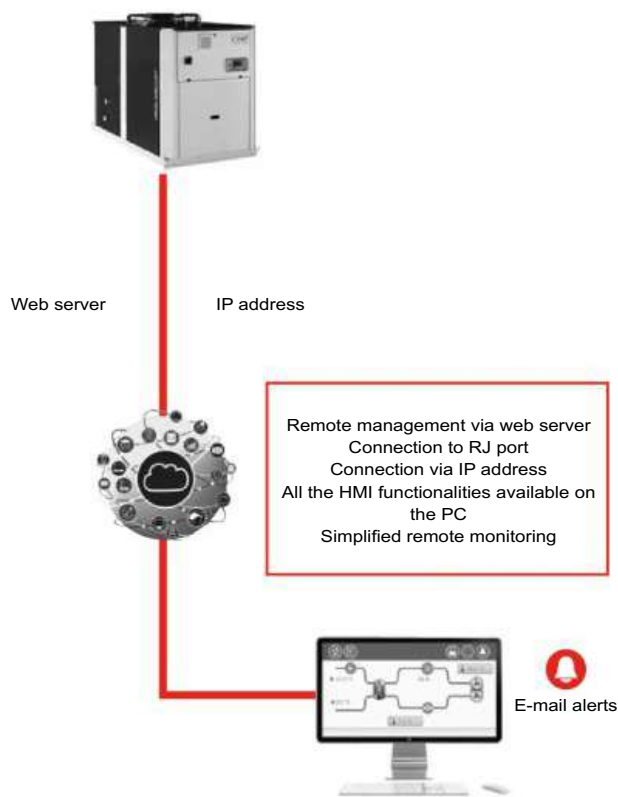 Web server
IP address
Remote management via web server
Connection to RJ port
Connection via IP address
All the HMI functionalities available on
the PC
Simplified remote monitoring
E-mail alerts